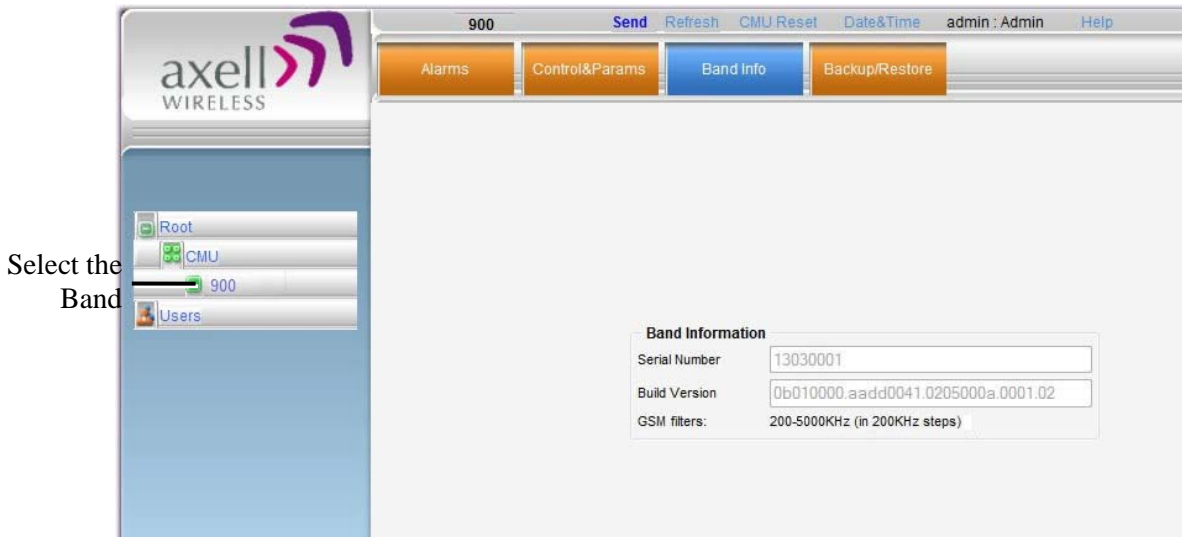 900 Send Refresh CMU Reset Date&Time admin : Admin Help
axell
WIRELESS
Alarms Control&Params Band Info Backup/Restore
Root
CMU
900
Users
Select the
Band
Band Information
Serial Number 13030001
Build Version 0b010000.aadd0041.0205000a.0001.02
GSM filters: 200-5000KHz (in 200KHz steps)